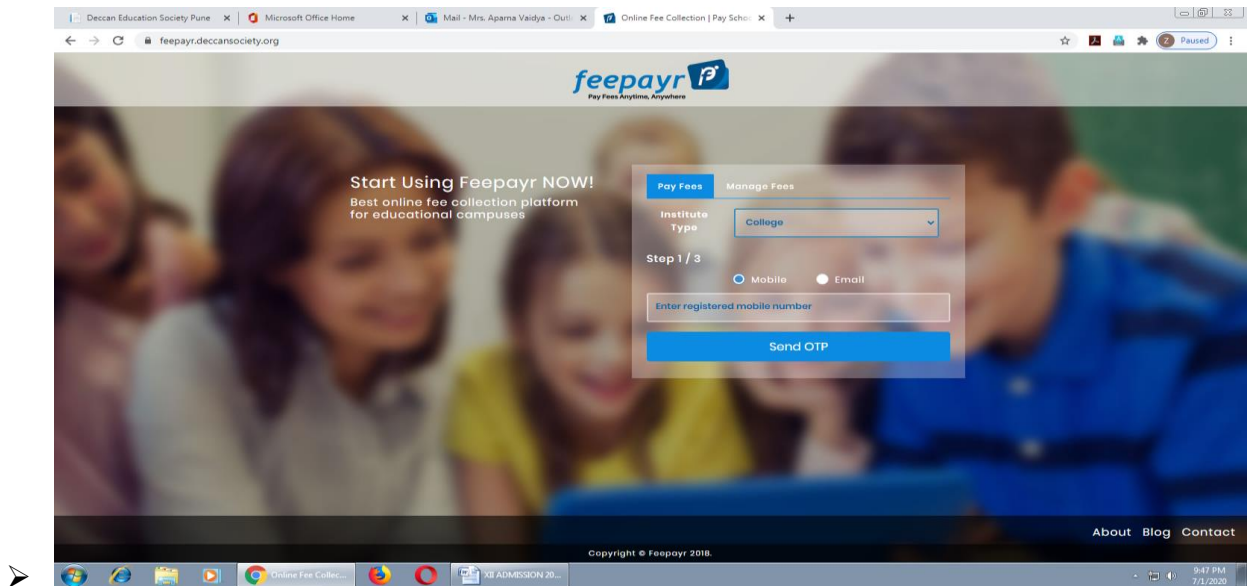 Deccan Education Society Pune
Microsoft Office Home
Mail - Mrs. Aparna Vaidya - Outl
Online Fee Collection | Pay Schoo
feepayr.deccansociety.org
Paused
feepayr
Pay Fees Anytime, Anywhere
Start Using Feepayr NOW!
Best online fee collection platform
for educational campuses
Pay Fees
Manage Fees
Institute
Type
College
Step 1 / 3
Mobile
Email
Enter registered mobile number
Send OTP
About Blog Contact
Copyright © Feepayr 2018.
Online Fee Collec...
XII ADMISSION 20...
9:47 PM
7/1/2020